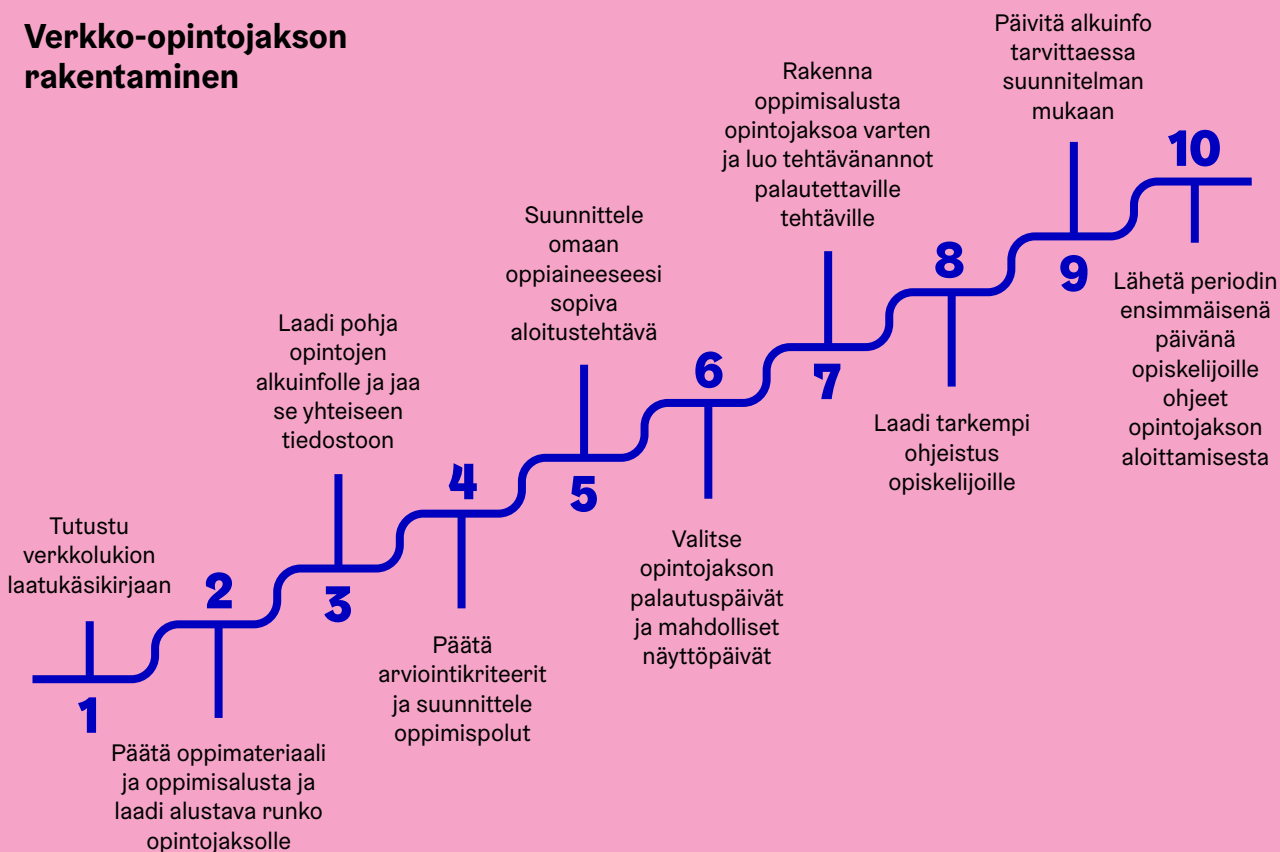 Verkko-opintojakson
rakentaminen
1
Tutustu
verkkolukion
laatukäsikirjaan
2
Päätä oppimateriaali
ja oppimisalusta ja
laadi alustava runko
opintojaksolle
3
Laadi pohja
opintojen
alkuinfolle ja jaa
se yhteiseen
tiedostoon
4
Päätä
arviointikriteerit
ja suunnittele
oppimispolut
5
Suunnittele
omaan
oppiaineeseesi
sopiva
aloitustehtävä
6
Valitse
opintojakson
palautuspäivät
ja mahdolliset
näyttöpäivät
7
Rakenna
oppimisalusta
opintojaksoa varten
ja luo tehtävänannot
palautettaville
tehtäville
8
Laadi tarkempi
ohjeistus
opiskelijoille
9
Päivitä alkuinfo
tarvittaessa
suunnitelman
mukaan
10
Lähetä periodin
ensimmäisenä
päivänä
opiskelijoille
ohjeet
opintojakson
aloittamisesta